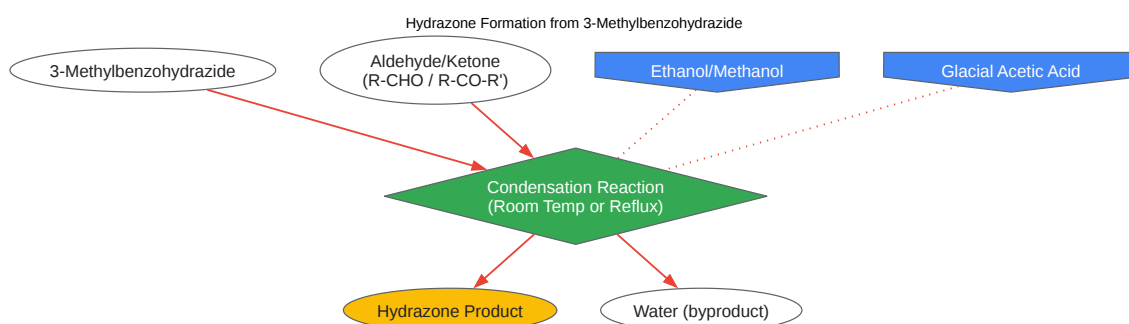 Hydrazone Formation from 3-Methylbenzohydrazide
3-Methylbenzohydrazide
Aldehyde/Ketone
(R-CHO / R-CO-R')
Ethanol/Methanol
Glacial Acetic Acid
Condensation Reaction
(Room Temp or Reflux)
Hydrazone Product
Water (byproduct)